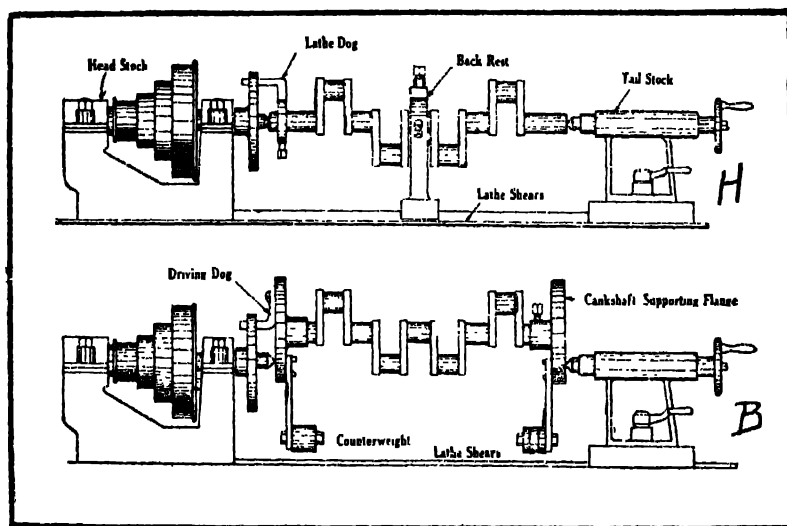 Lathe Dog
Head Stock
Back Rest
Tail Stock
H
Lathe Shears
Driving Dog
Cankshaft Supporting Flange
B
Counterweight
Lathe Shears